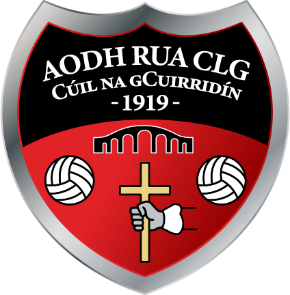 AODH RUA CLG
CÚIL NA gCUIRRIDÍN
-1919-